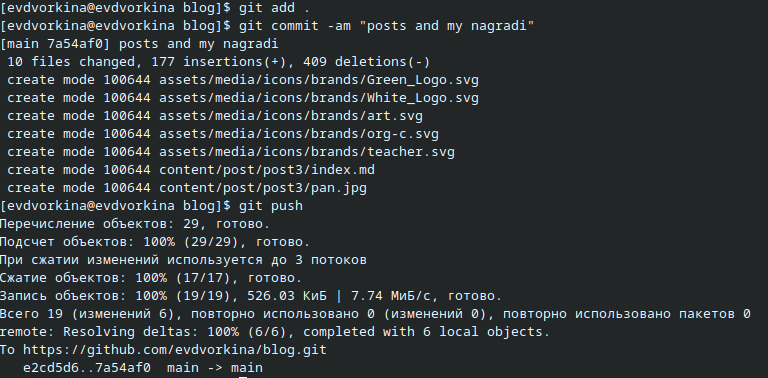 [evdvorkina@evdvorkina blog]$ git add .
[evdvorkina@evdvorkina blog]$ git commit -am "posts and my nagradi"
[main 7a54af0] posts and my nagradi
 10 files changed, 177 insertions(+), 409 deletions(-)
 create mode 100644 assets/media/icons/brands/Green_Logo.svg
 create mode 100644 assets/media/icons/brands/White_Logo.svg
 create mode 100644 assets/media/icons/brands/art.svg
 create mode 100644 assets/media/icons/brands/org-c.svg
 create mode 100644 assets/media/icons/brands/teacher.svg
 create mode 100644 content/post/post3/index.md
 create mode 100644 content/post/post3/pan.jpg
[evdvorkina@evdvorkina blog]$ git push
Перечисление объектов: 29, готово.
Подсчет объектов: 100% (29/29), готово.
При сжатии изменений используется до 3 потоков
Сжатие объектов: 100% (17/17), готово.
Запись объектов: 100% (19/19), 526.03 КиБ | 7.74 МиБ/с, готово.
Всего 19 (изменений 6), повторно использовано 0 (изменений 0), повторно использовано пакетов 0
remote: Resolving deltas: 100% (6/6), completed with 6 local objects.
To https://github.com/evdvorkina/blog.git
   e2cd5d6..7a54af0  main -> main